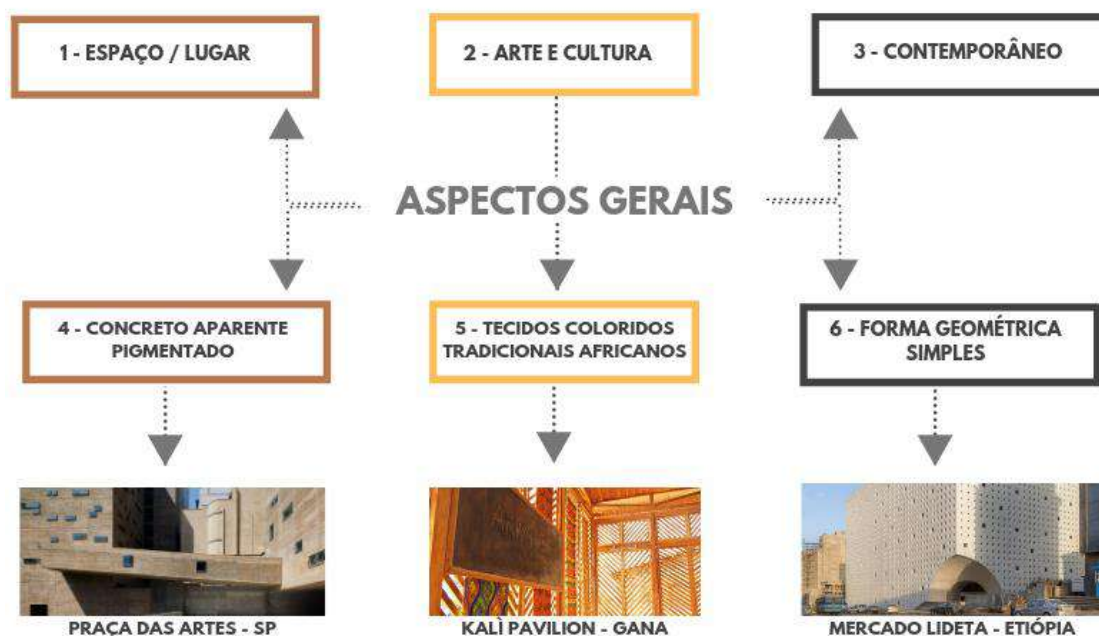 1 - ESPAÇO / LUGAR
2 - ARTE E CULTURA
3 - CONTEMPORÂNEO
ASPECTOS GERAIS
4 - CONCRETO APARENTE
PIGMENTADO
5 - TECIDOS COLORIDOS
TRADICIONAIS AFRICANOS
6 - FORMA GEOMÉTRICA
SIMPLES
PRAÇA DAS ARTES - SP
KALÌ PAVILION - GANA
MERCADO LIDETA - ETIÓPIA